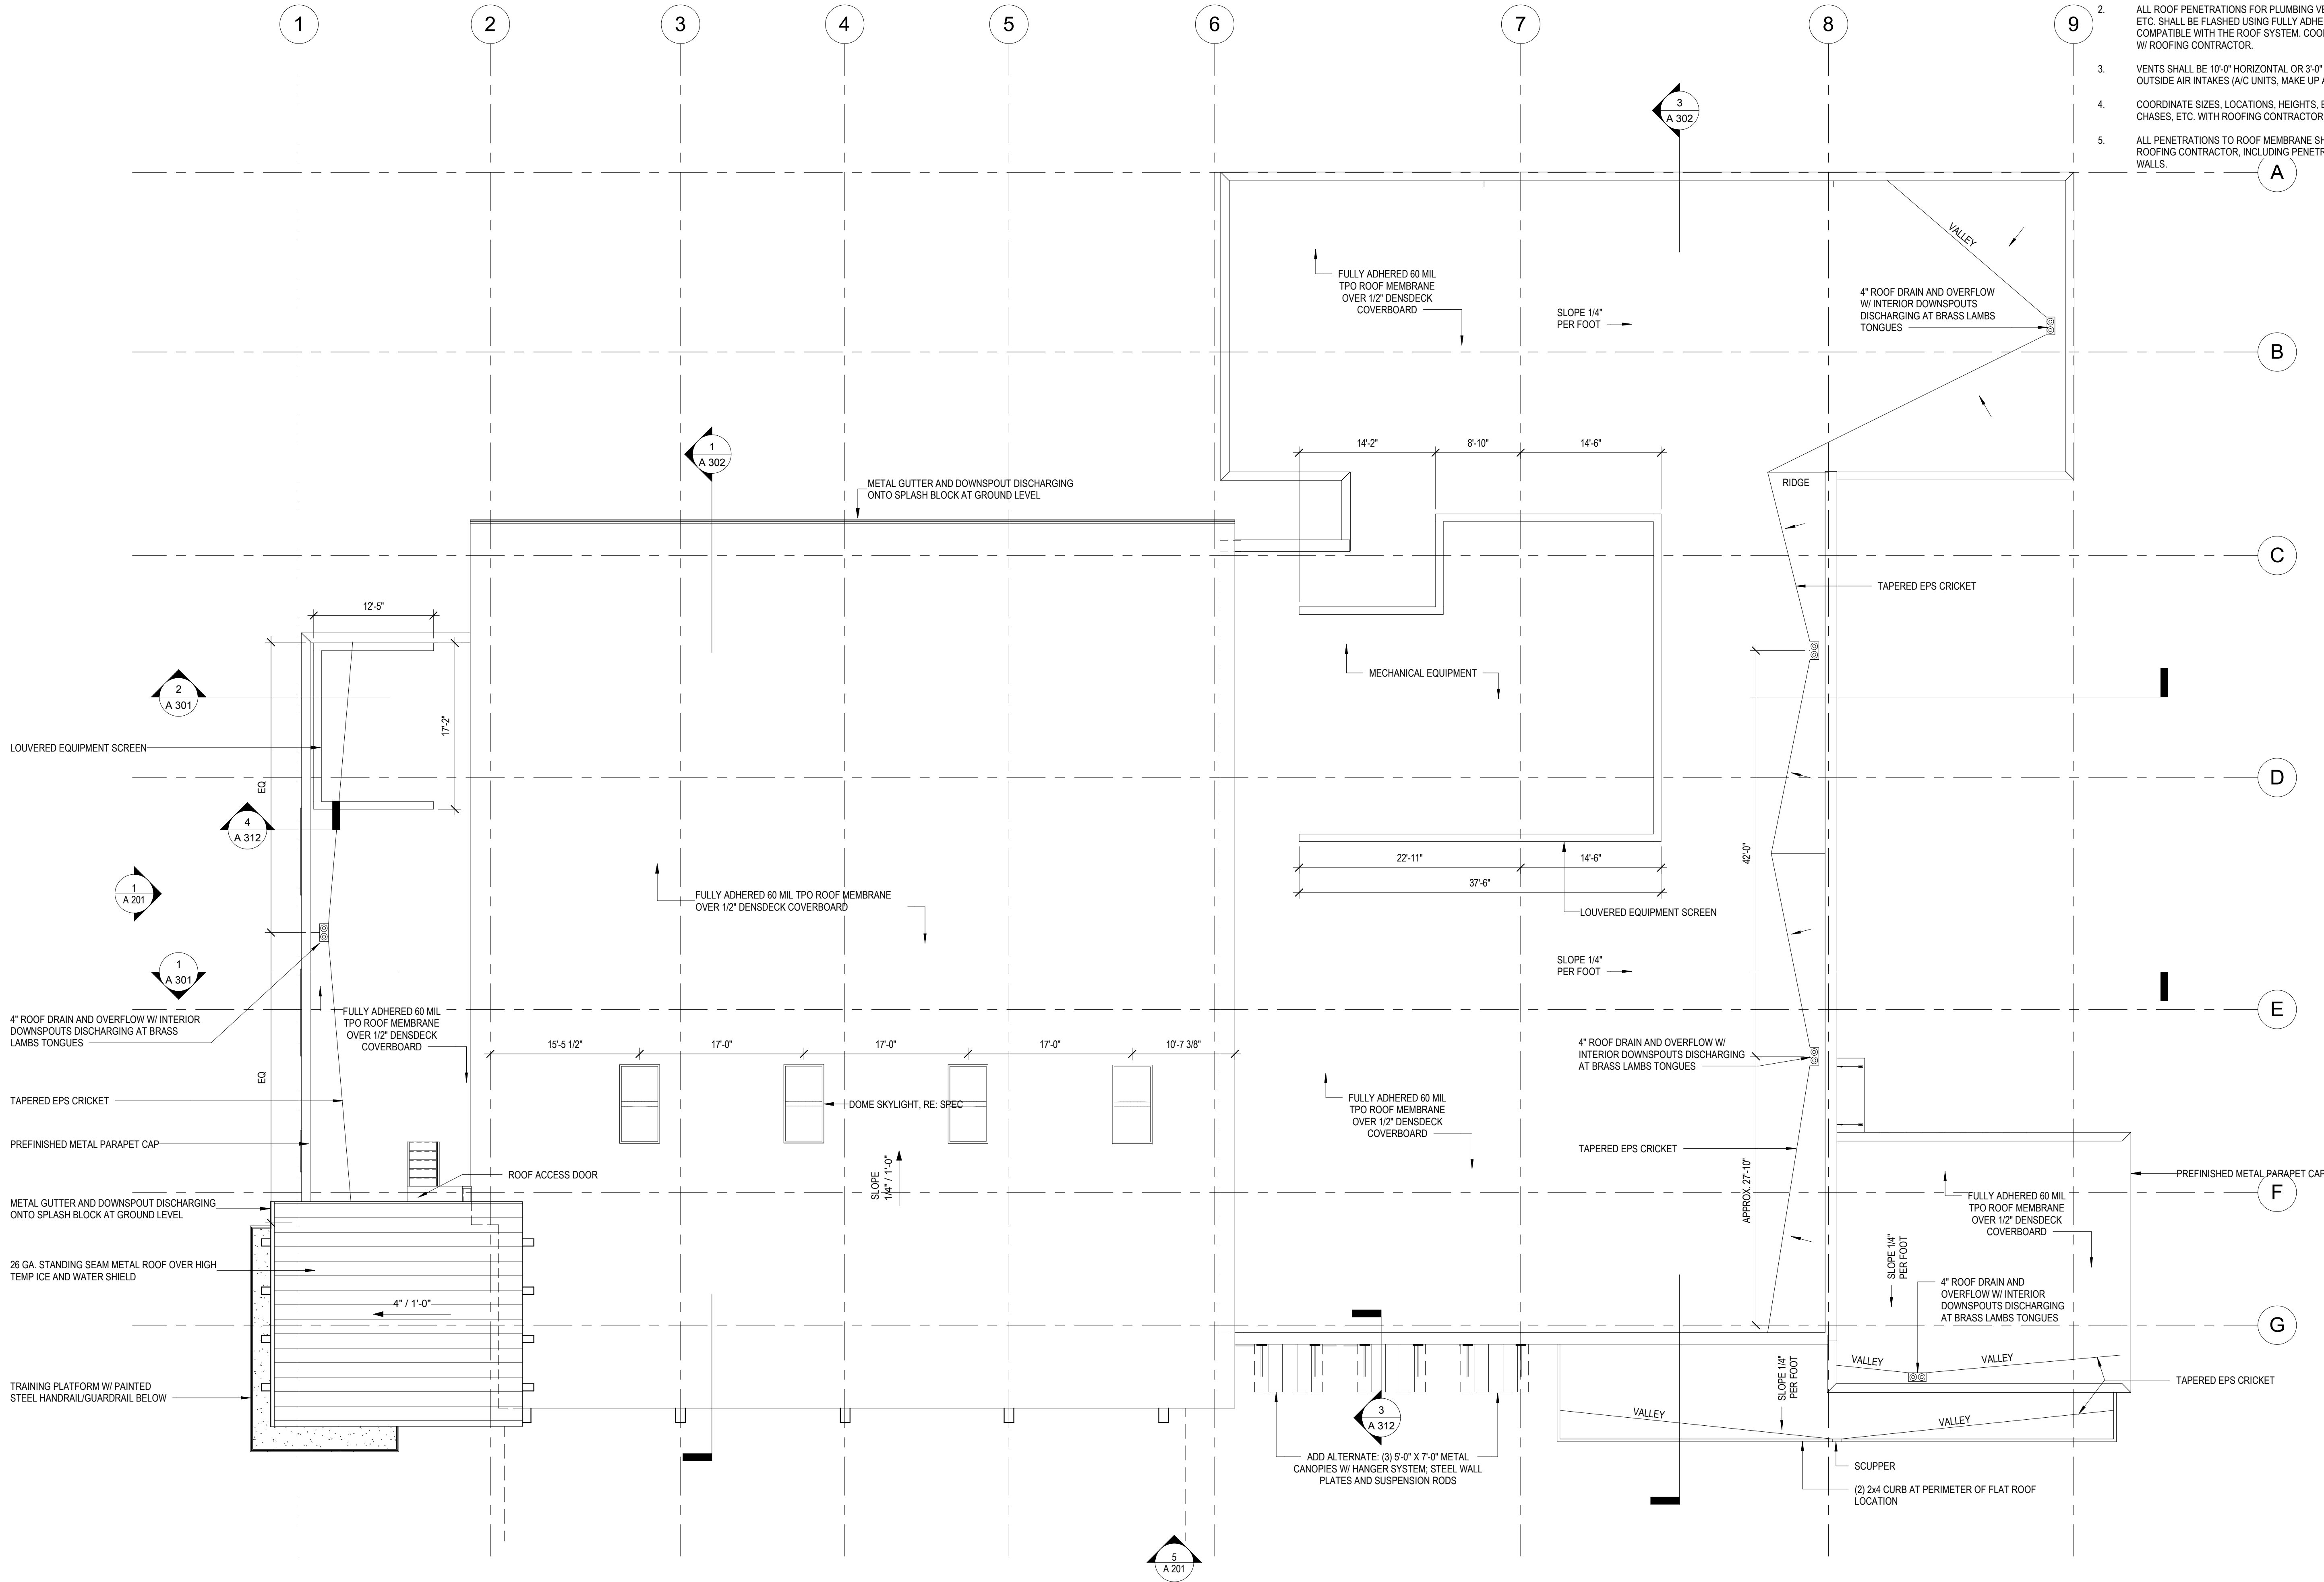 1
2
3
4
5
6
7
8
9
2. ALL ROOF PENETRATIONS FOR PLUMBING
ETC. SHALL BE FLASHED USING FULLY
COMPATIBLE WITH THE ROOF SYSTEM.
W/ ROOFING CONTRACTOR.
3. VENTS SHALL BE 10'-0" HORIZONTAL OR 3'-0"
OUTSIDE AIR INTAKES (A/C UNITS, MAKE UP
4. COORDINATE SIZES, LOCATIONS, HEIGHTS,
CHASES, ETC. WITH ROOFING CONTRACTOR
5. ALL PENETRATIONS TO ROOF MEMBRANE
ROOFING CONTRACTOR, INCLUDING
WALLS.
A
B
C
D
E
F
G
3
A 302
VALLEY
FULLY ADHERED 60 MIL
TPO ROOF MEMBRANE
OVER 1/2" DENSDECK
COVERBOARD
SLOPE 1/4"
PER FOOT
4" ROOF DRAIN AND OVERFLOW
W/ INTERIOR DOWNSPOUTS
DISCHARGING AT BRASS LAMBS
TONGUES
1
A 302
14'-2"
8'-10"
14'-6"
METAL GUTTER AND DOWNSPOUT DISCHARGING
ONTO SPLASH BLOCK AT GROUND LEVEL
RIDGE
TAPERED EPS CRICKET
12'-5"
17'-2"
MECHANICAL EQUIPMENT
2
A 301
LOUVERED EQUIPMENT SCREEN
EQ
4
A 312
1
A 201
42'-0"
22'-11"
14'-6"
37'-6"
FULLY ADHERED 60 MIL TPO ROOF MEMBRANE
OVER 1/2" DENSDECK COVERBOARD
LOUVERED EQUIPMENT SCREEN
1
A 301
SLOPE 1/4"
PER FOOT
4" ROOF DRAIN AND OVERFLOW W/ INTERIOR
DOWNSPOUTS DISCHARGING AT BRASS
LAMBS TONGUES
FULLY ADHERED 60 MIL
TPO ROOF MEMBRANE
OVER 1/2" DENSDECK
COVERBOARD
15'-5 1/2"
17'-0"
17'-0"
17'-0"
10'-7 3/8"
4" ROOF DRAIN AND OVERFLOW W/
INTERIOR DOWNSPOUTS DISCHARGING
AT BRASS LAMBS TONGUES
EQ
TAPERED EPS CRICKET
DOME SKYLIGHT, RE: SPEC
FULLY ADHERED 60 MIL
TPO ROOF MEMBRANE
OVER 1/2" DENSDECK
COVERBOARD
PREFINISHED METAL PARAPET CAP
TAPERED EPS CRICKET
ROOF ACCESS DOOR
SLOPE
1/4" / 1'-0"
APPROX. 27'-10"
PREFINISHED METAL PARAPET CAP
METAL GUTTER AND DOWNSPOUT DISCHARGING
ONTO SPLASH BLOCK AT GROUND LEVEL
FULLY ADHERED 60 MIL
TPO ROOF MEMBRANE
OVER 1/2" DENSDECK
COVERBOARD
SLOPE 1/4"
PER FOOT
26 GA. STANDING SEAM METAL ROOF OVER HIGH
TEMP ICE AND WATER SHIELD
4" / 1'-0"
4" ROOF DRAIN AND
OVERFLOW W/ INTERIOR
DOWNSPOUTS DISCHARGING
AT BRASS LAMBS TONGUES
VALLEY
VALLEY
SLOPE 1/4"
PER FOOT
TAPERED EPS CRICKET
TRAINING PLATFORM W/ PAINTED
STEEL HANDRAIL/GUARDRAIL BELOW
3
A 312
VALLEY
VALLEY
ADD ALTERNATE: (3) 5'-0" X 7'-0" METAL
CANOPIES W/ HANGER SYSTEM; STEEL WALL
PLATES AND SUSPENSION RODS
SCUPPER
(2) 2x4 CURB AT PERIMETER OF FLAT ROOF
LOCATION
5
A 201